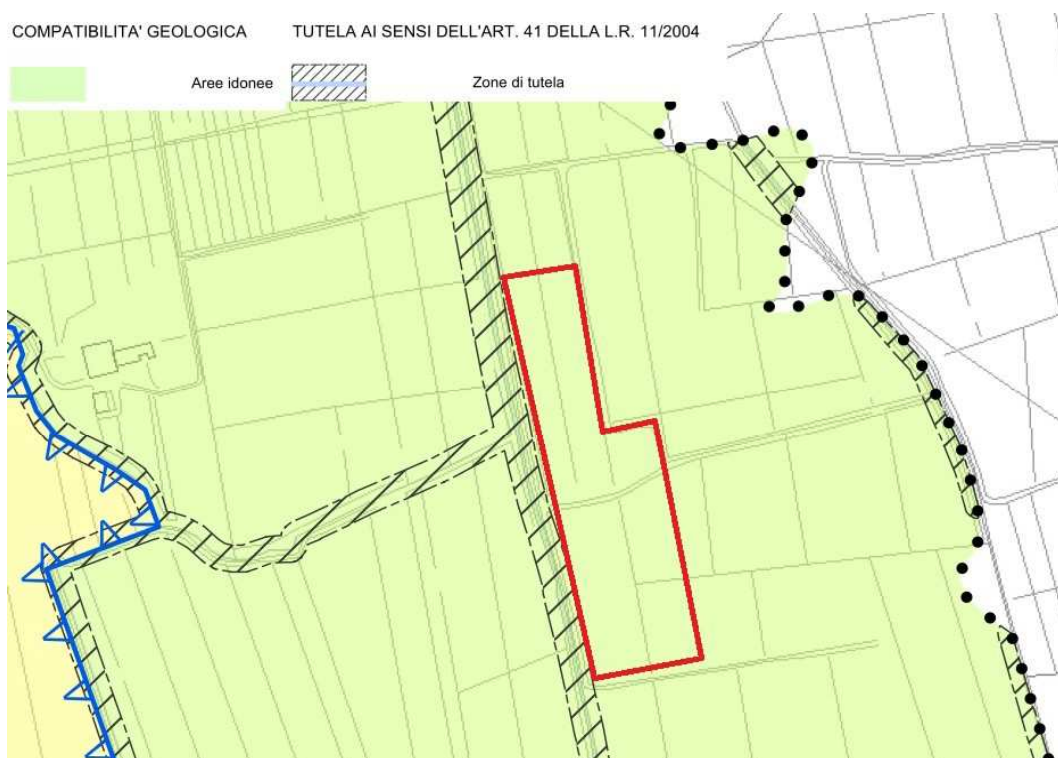 COMPATIBILITA' GEOLOGICA TUTELA AI SENSI DELL'ART. 41 DELLA L.R. 11/2004
Aree idonee Zone di tutela